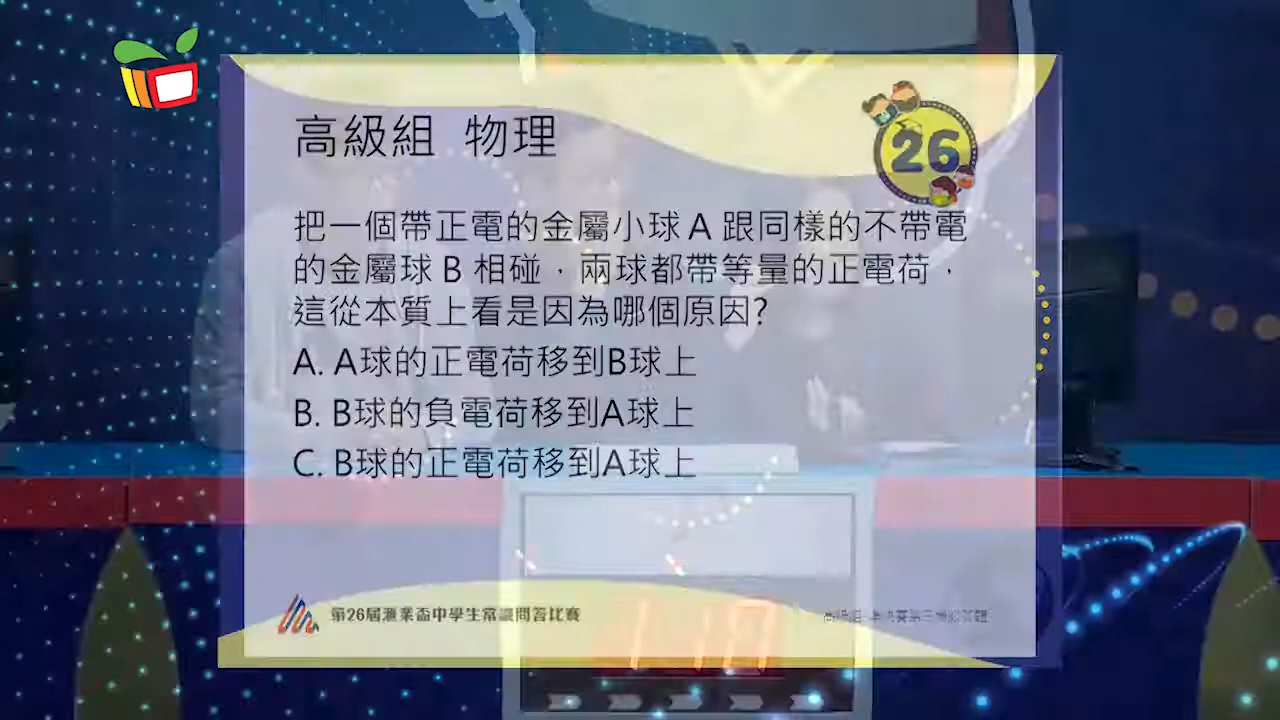 高級組 物理
26
把一個帶正電的金屬小球 A 跟同樣的不帶電
的金屬球 B 相碰，兩球都帶等量的正電荷，
這從本質上看是因為哪個原因?
A. A球的正電荷移到B球上
B. B球的負電荷移到A球上
C. B球的正電荷移到A球上
第26屆滙業盃中學生常識問答比賽